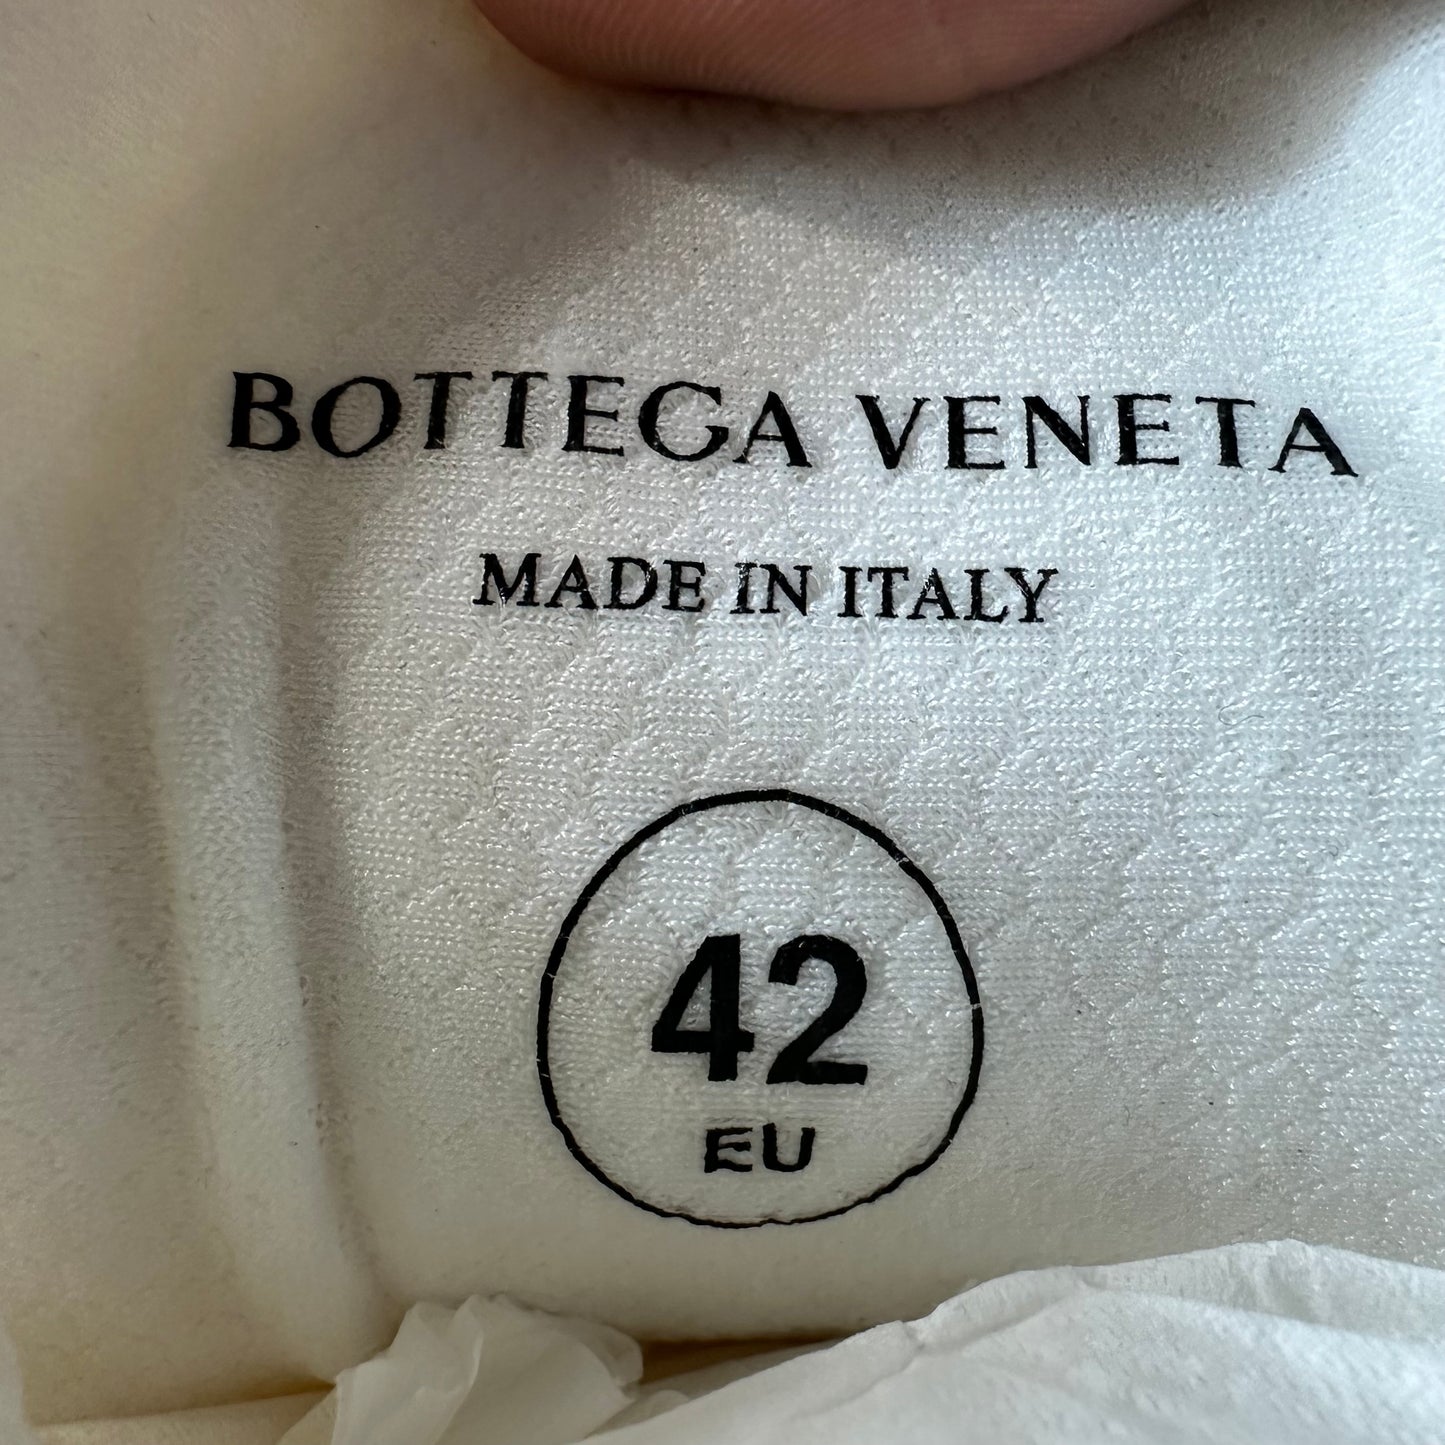 BOTTEGA VENETA
MADE IN ITALY
42
EU